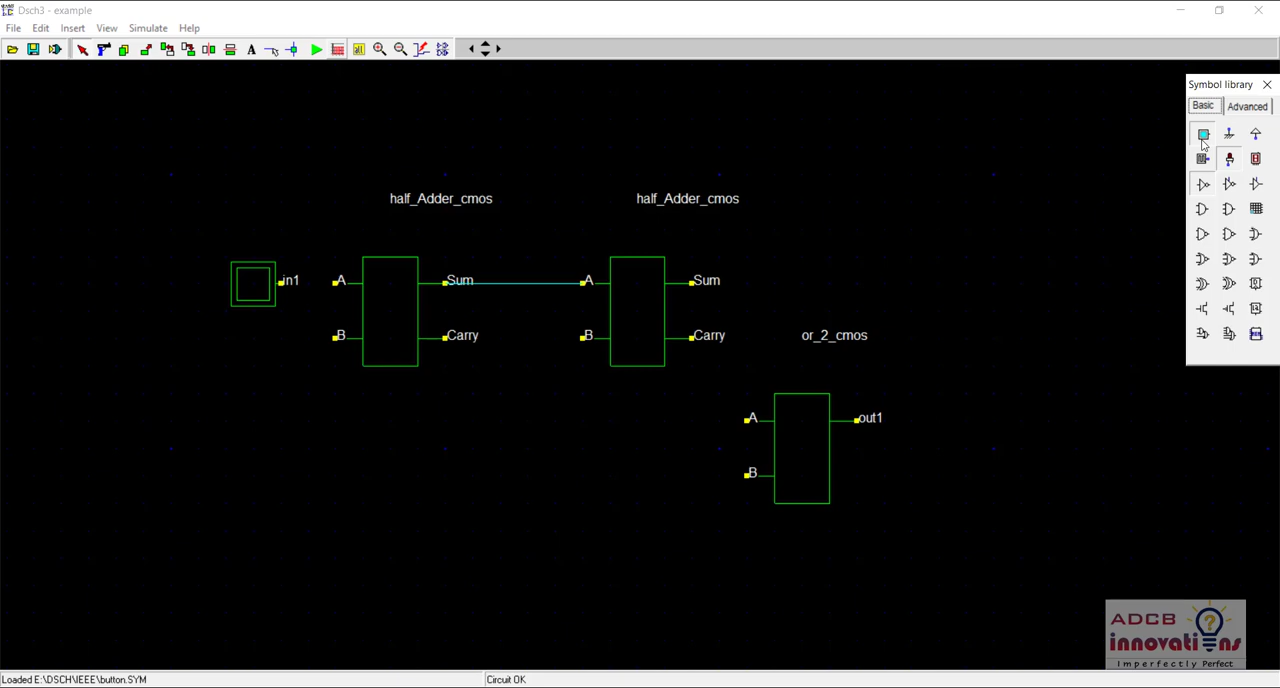 Dsch3 - example
File Edit Insert View Simulate Help
A
Symbol library
Basic Advanced
half_Adder_cmos half_Adder_cmos
in1 A Sum A Sum
B Carry B Carry
or_2_cmos
A out1
B
ADCB
innovations
Imperfectly Perfect
Loaded E:\DSCH\IEEE\button.SYM Circuit OK